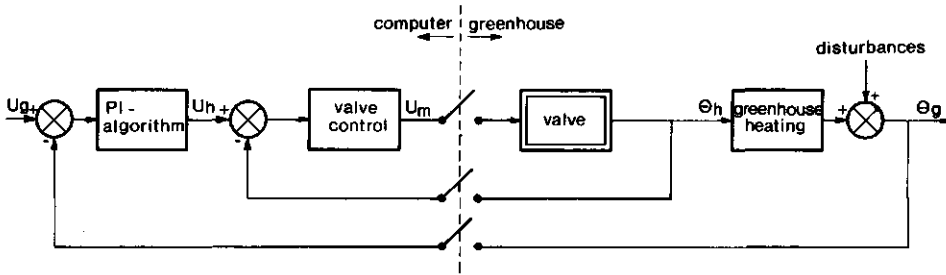 computer greenhouse
disturbances
Ug + PI- algorithm Uh + valve control Um valve Θh greenhouse heating + + Θg
- -